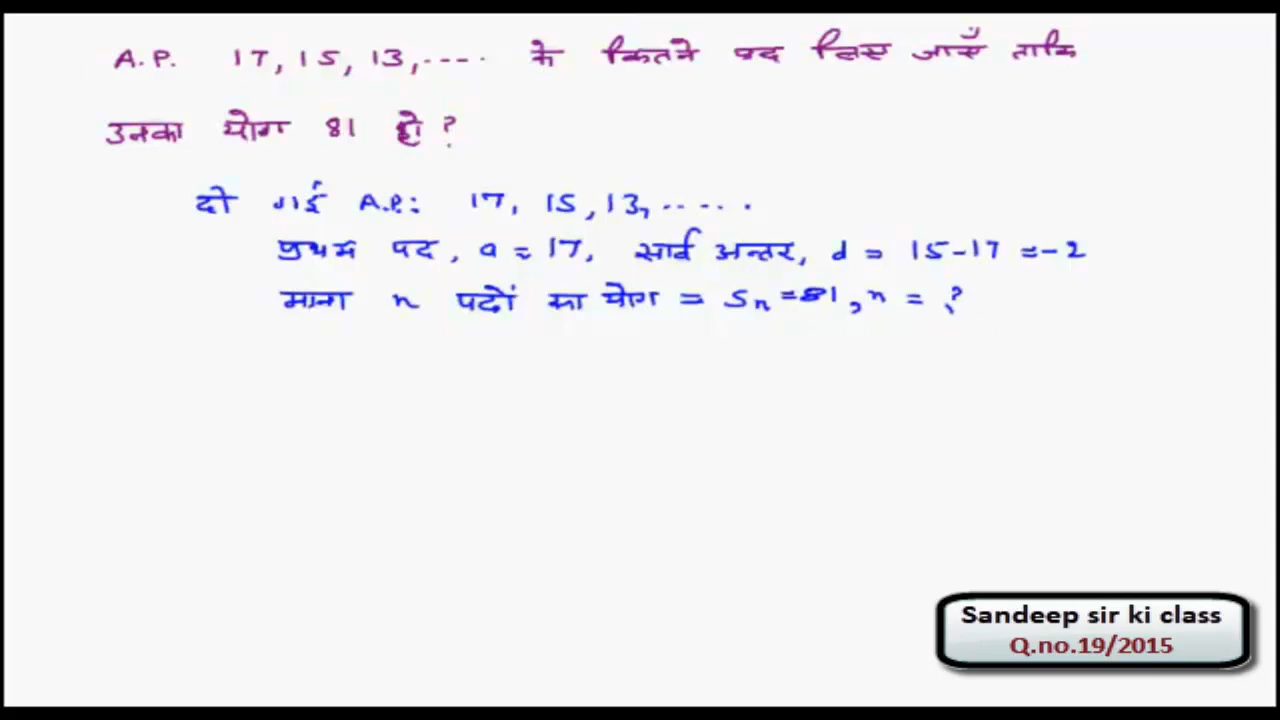 A.P. 17, 15, 13, .... के कितने पद लिए जाएँ ताकि
उनका योग 81 हो ?
दी गई A.P.: 17, 15, 13, .....
प्रथम पद, a = 17, सार्व अन्तर, d = 15-17 = -2
माना n पदों का योग = Sn = 81, n = ?
Sandeep sir ki class
Q.no.19/2015